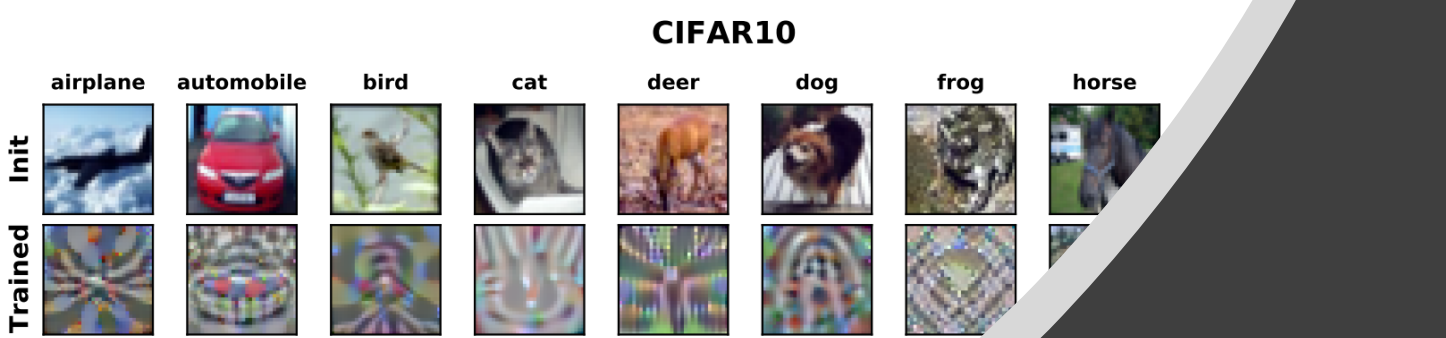 CIFAR10
airplane automobile bird cat deer dog frog horse
Init
Trained